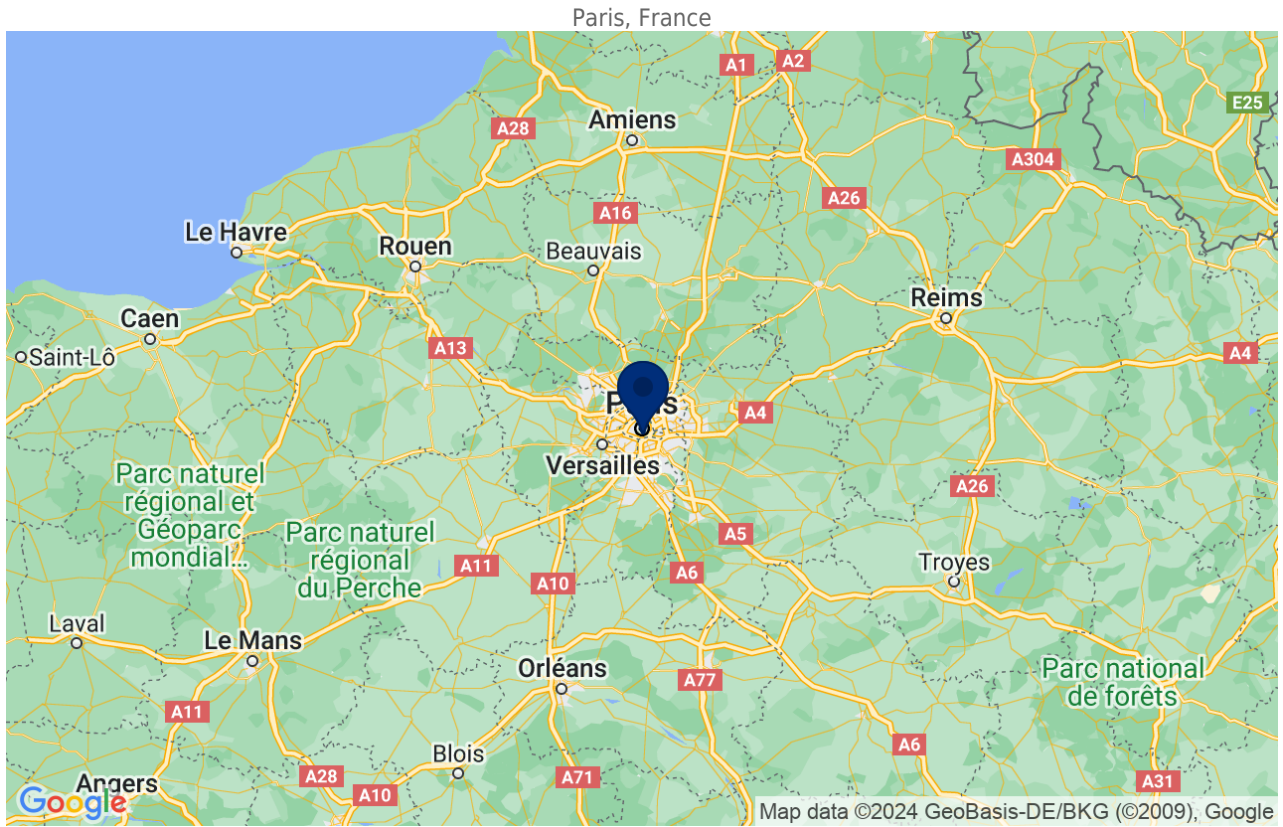 Paris, France
A1
A2
E25
Amiens
A28
A304
A26
A16
Le Havre
Rouen
Beauvais
Reims
Caen
A13
Saint-Lô
A4
Paris
A4
Versailles
Parc naturel
régional et
Géoparc
mondial...
A26
Parc naturel
régional
du Perche
A5
A11
A10
A6
Troyes
Laval
Le Mans
Orléans
Parc national
de forêts
A77
A11
A6
Blois
A28
A71
A31
Angers
A10
Google
Map data ©2024 GeoBasis-DE/BKG (©2009), Google